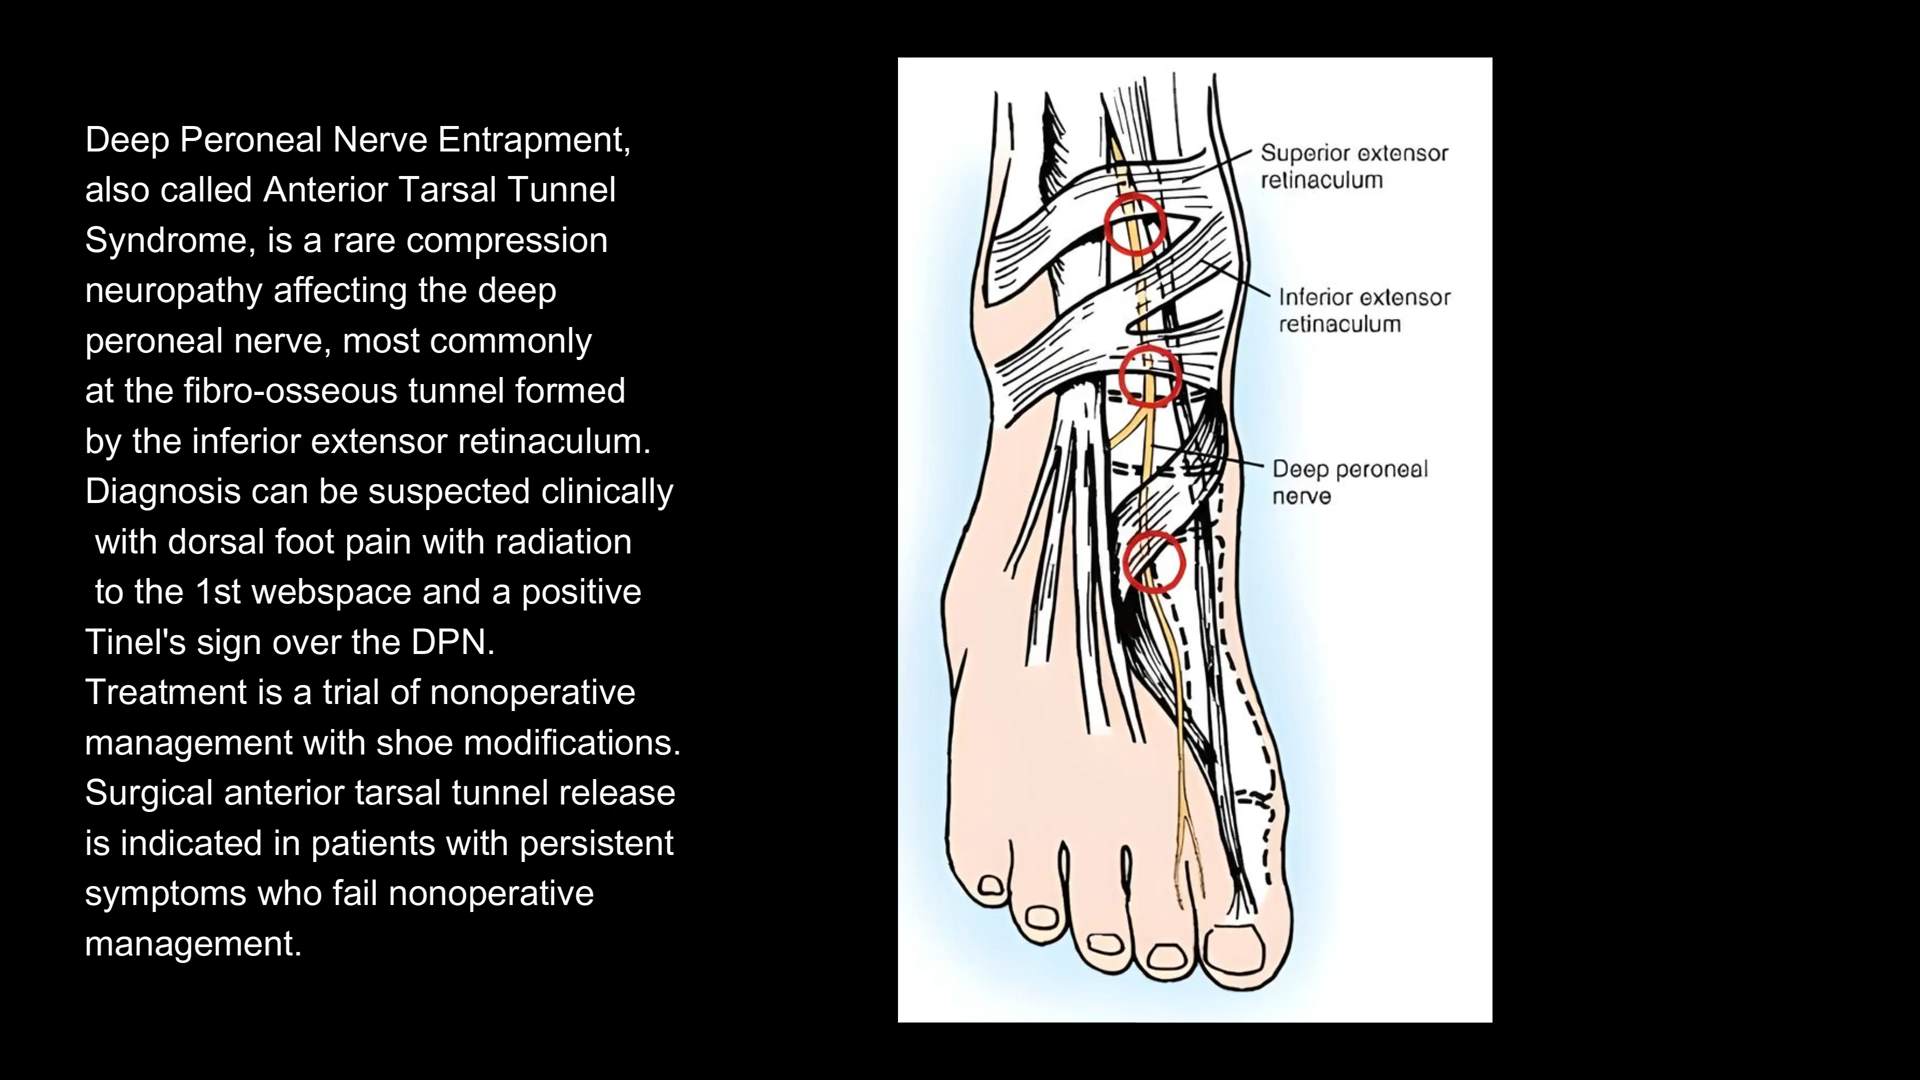 Deep Peroneal Nerve Entrapment,
also called Anterior Tarsal Tunnel
Syndrome, is a rare compression
neuropathy affecting the deep
peroneal nerve, most commonly
at the fibro-osseous tunnel formed
by the inferior extensor retinaculum.
Diagnosis can be suspected clinically
with dorsal foot pain with radiation
to the 1st webspace and a positive
Tinel's sign over the DPN.
Treatment is a trial of nonoperative
management with shoe modifications.
Surgical anterior tarsal tunnel release
is indicated in patients with persistent
symptoms who fail nonoperative
management.
Superior extensor
retinaculum
Inferior extensor
retinaculum
Deep peroneal
nerve